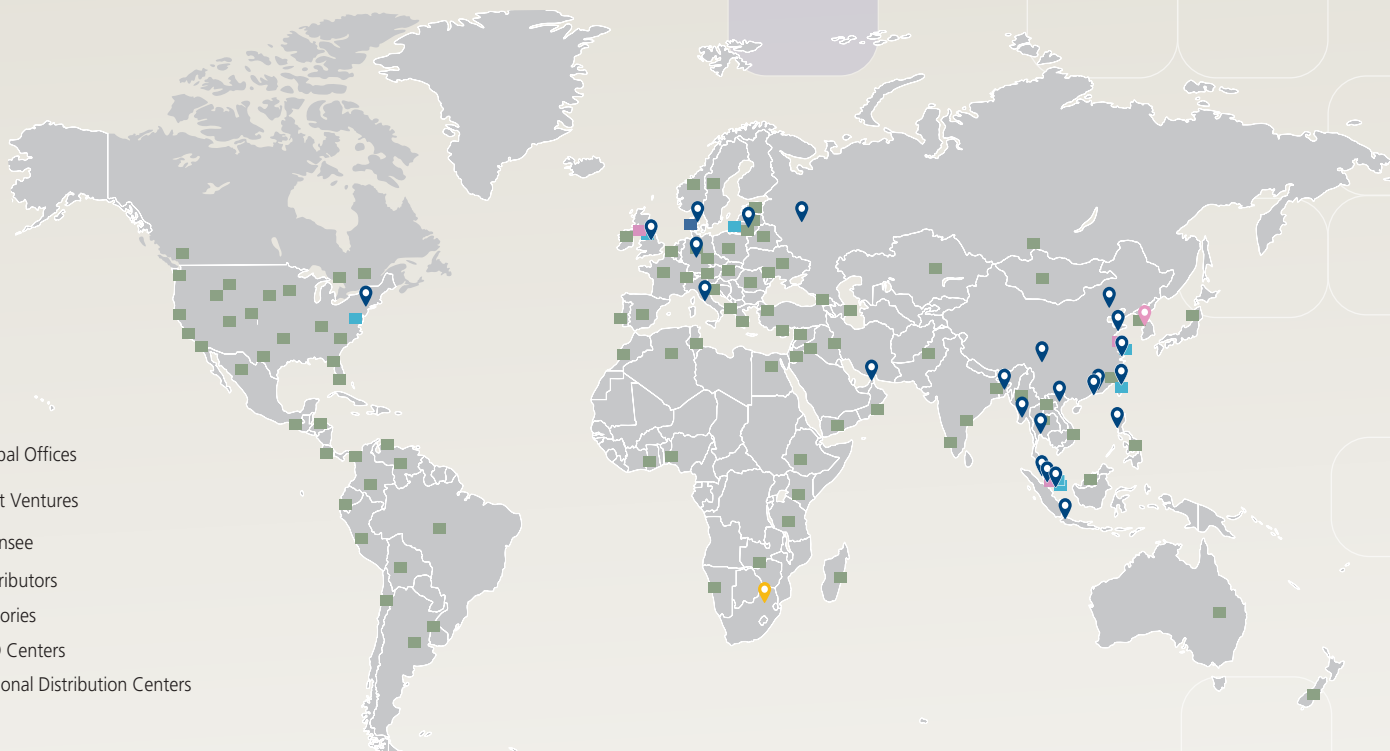 bal Offices
t Ventures
nsee
ributors
ories
Centers
onal Distribution Centers